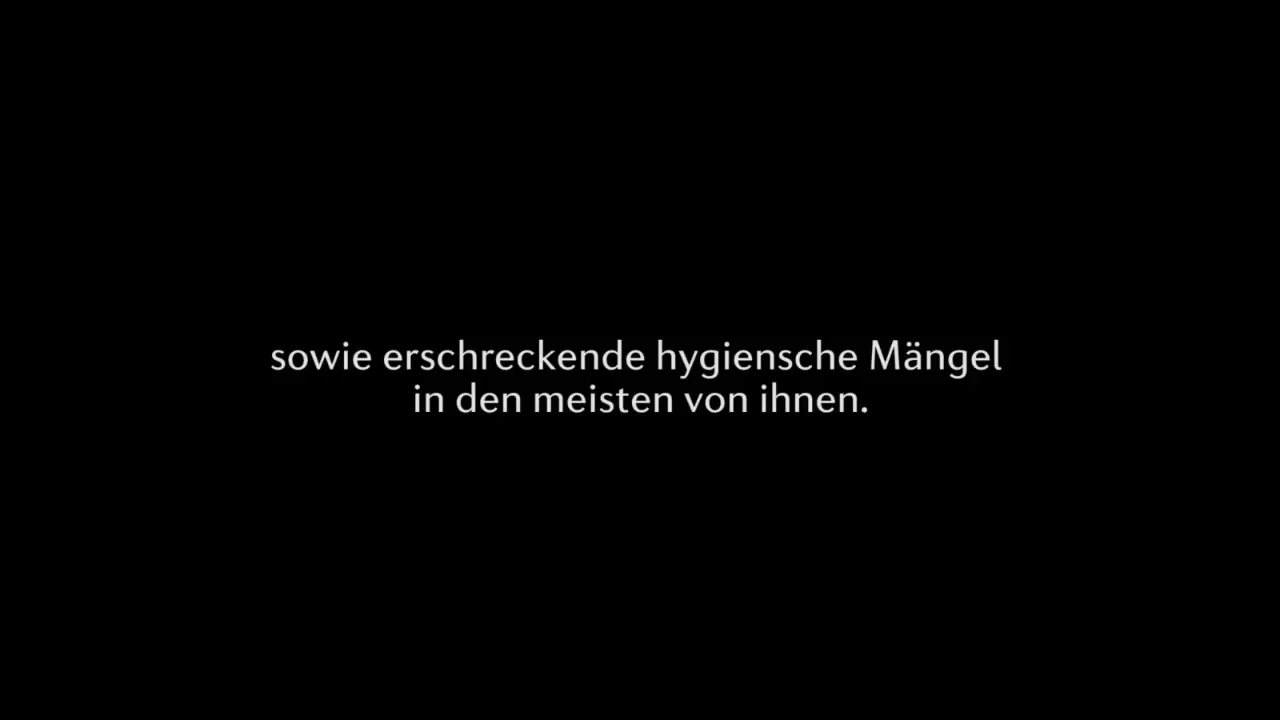 sowie erschreckende hygiensche Mängel
in den meisten von ihnen.